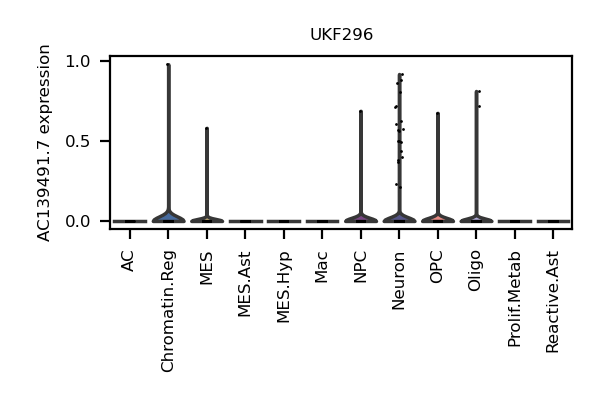 UKF296
AC139491.7 expression
1.0
0.5
0.0
AC
Chromatin.Reg
MES
MES.Ast
MES.Hyp
Mac
NPC
Neuron
OPC
Oligo
Prolif.Metab
Reactive.Ast